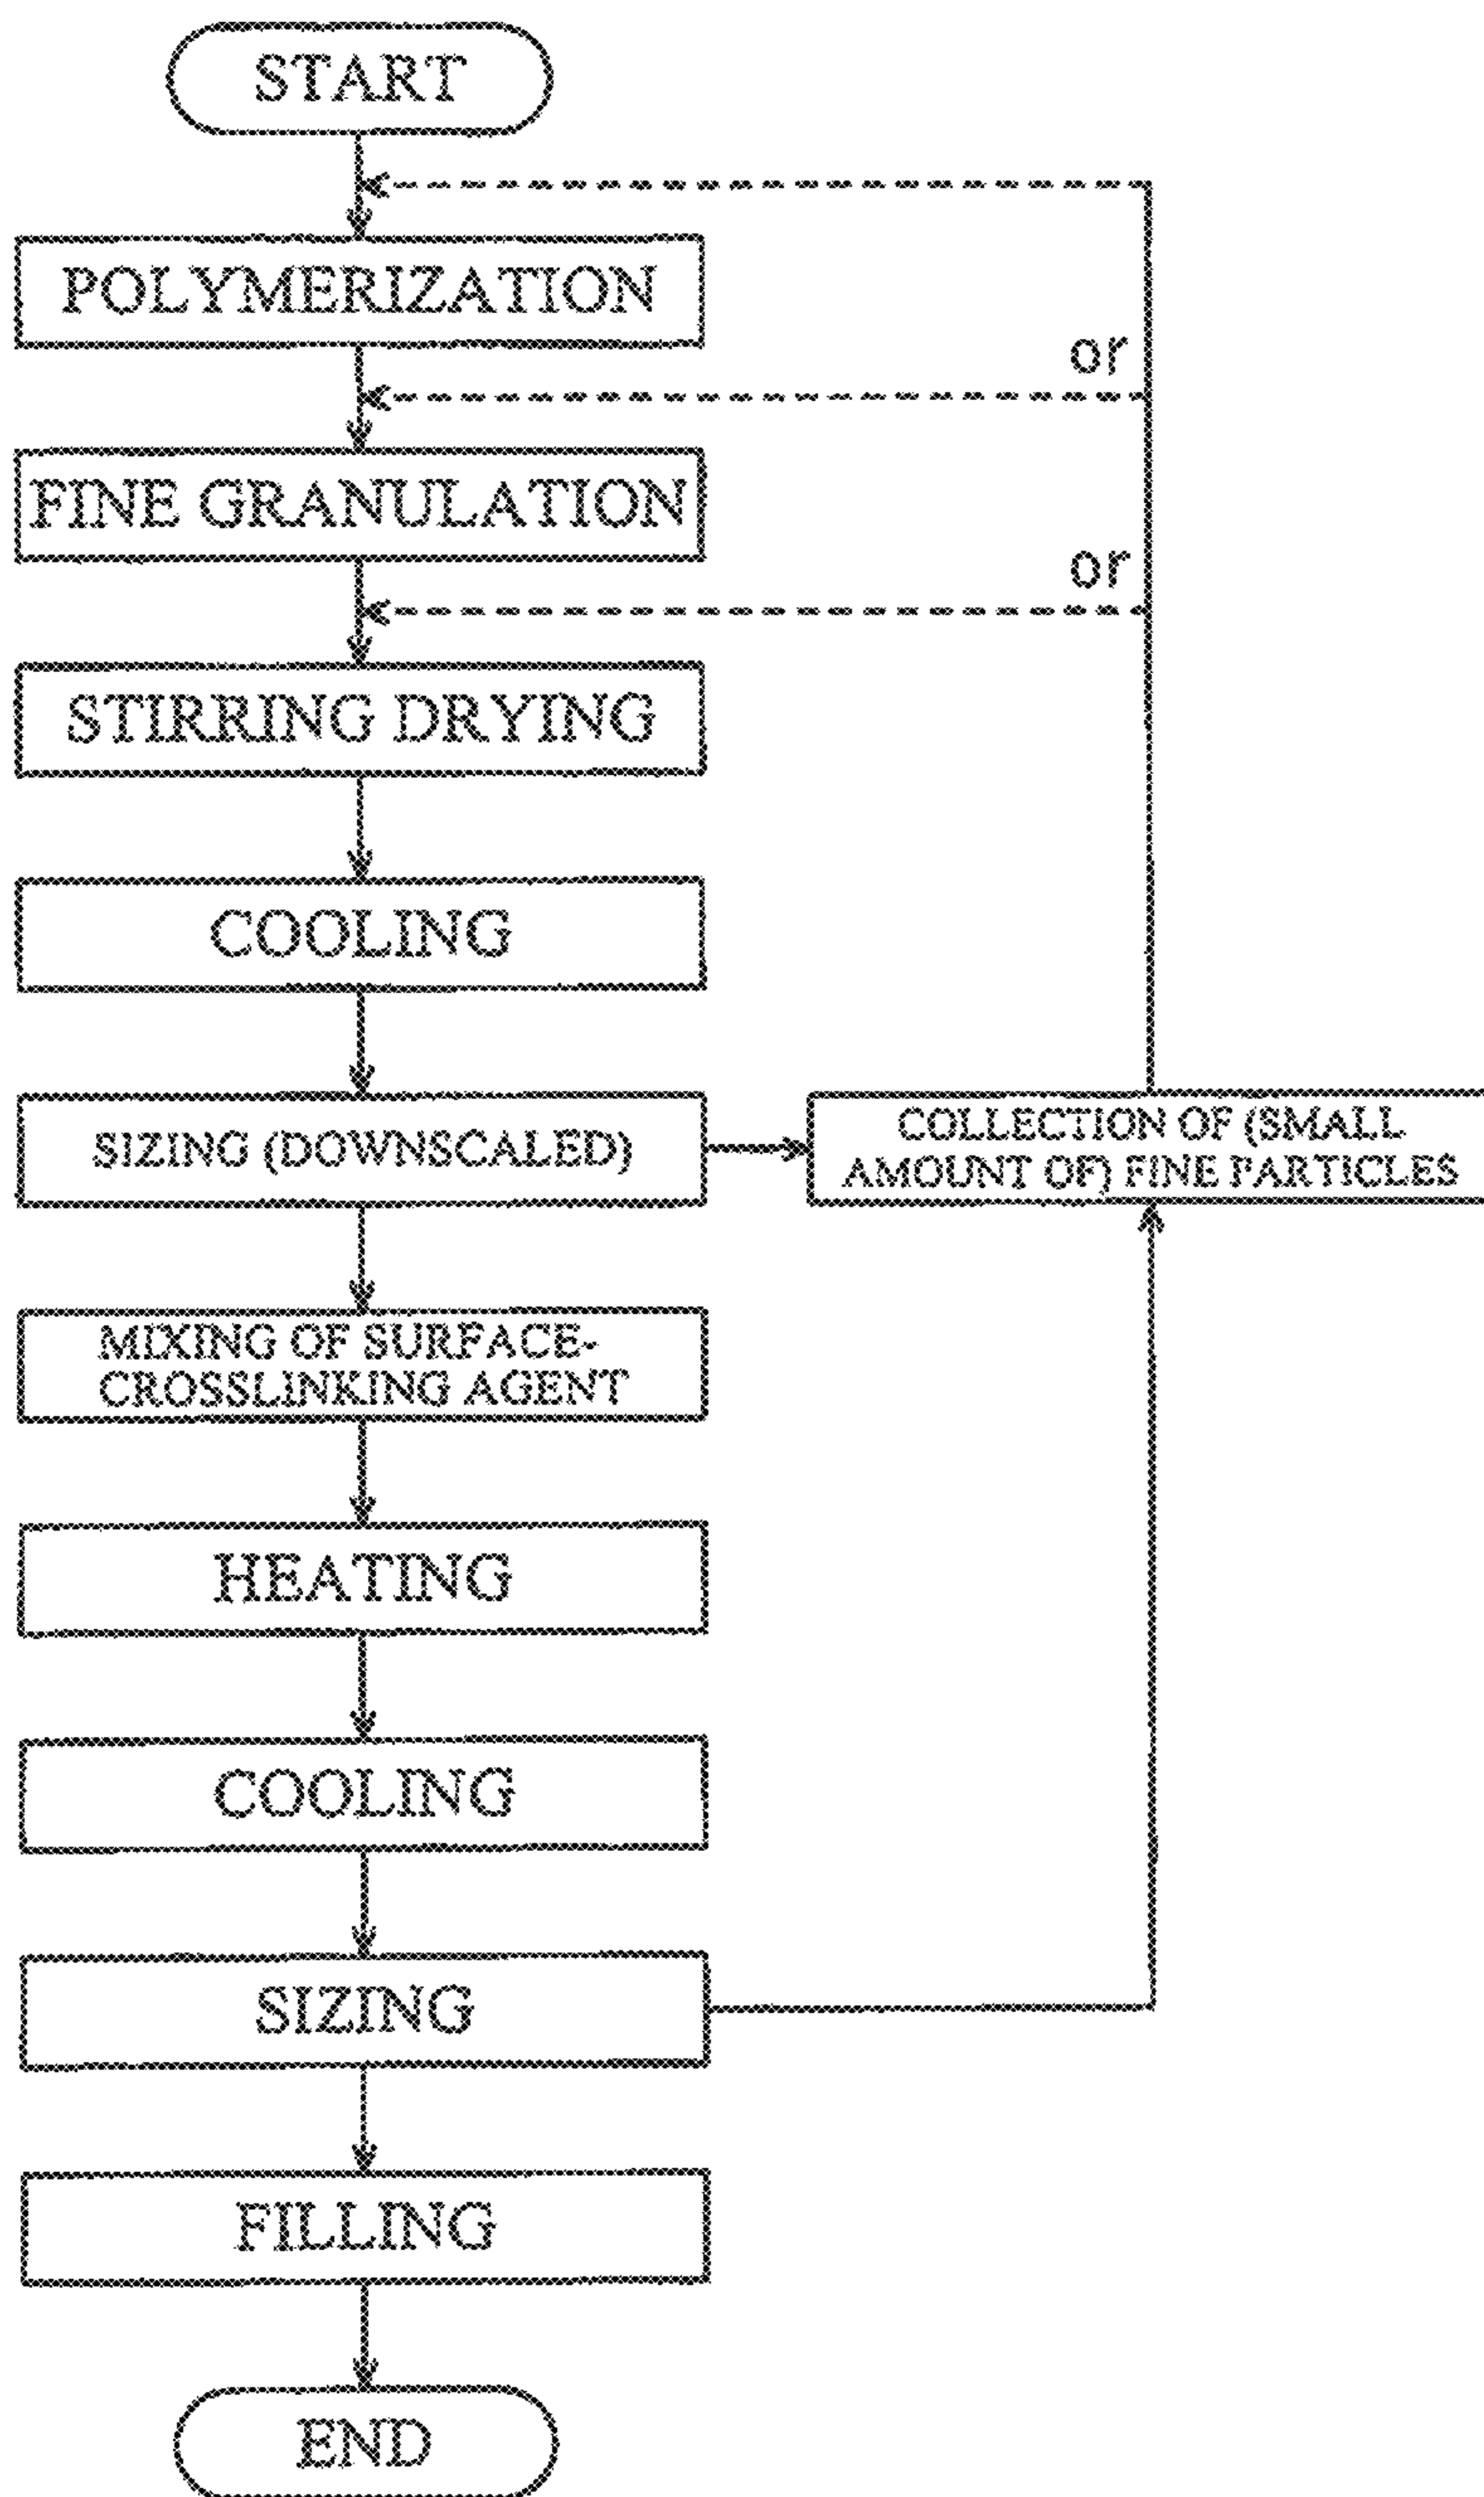 START
POLYMERIZATION
or
FINE GRANULATION
or
STIRRING DRYING
COOLING
SIZING (DOWNSCALED)
COLLECTION OF (SMALL
AMOUNT OF) FINE PARTICLES
MIXING OF SURFACE-
CROSSLINKING AGENT
HEATING
COOLING
SIZING
FILLING
END